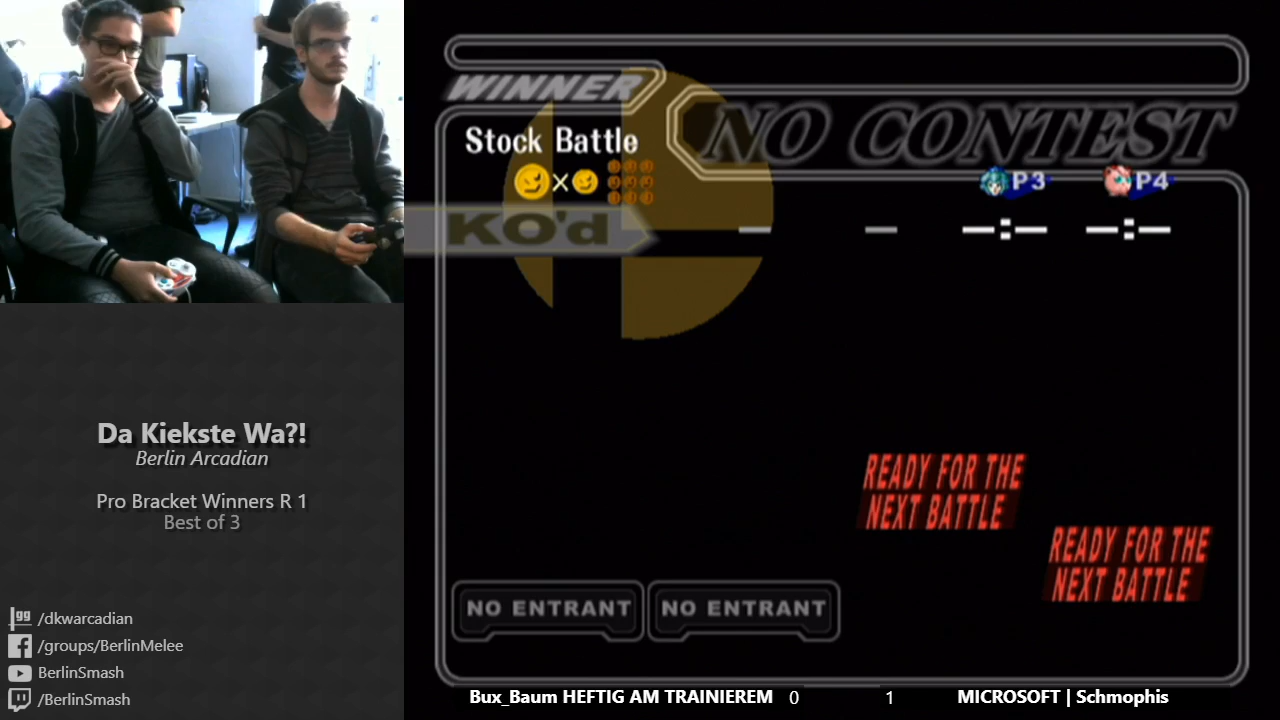 WINNER
NO CONTEST
Stock Battle
P3
P4
KO'd
READY FOR THE
NEXT BATTLE
READY FOR THE
NEXT BATTLE
NO ENTRANT
NO ENTRANT
Da Kiekste Wa?!
Berlin Arcadian
Pro Bracket Winners R 1
Best of 3
gg /dkwarcadian
/groups/BerlinMelee
BerlinSmash
/BerlinSmash
Bux_Baum HEFTIG AM TRAINIEREM 0 1 MICROSOFT | Schmophis